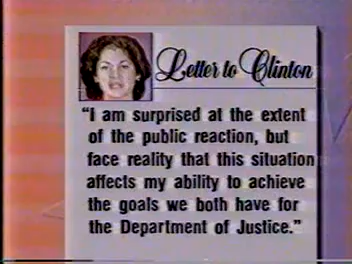 Letter to Clinton
“I am surprised at the extent
of the public reaction, but
face reality that this situation
affects my ability to achieve
the goals we both have for
the Department of Justice.”